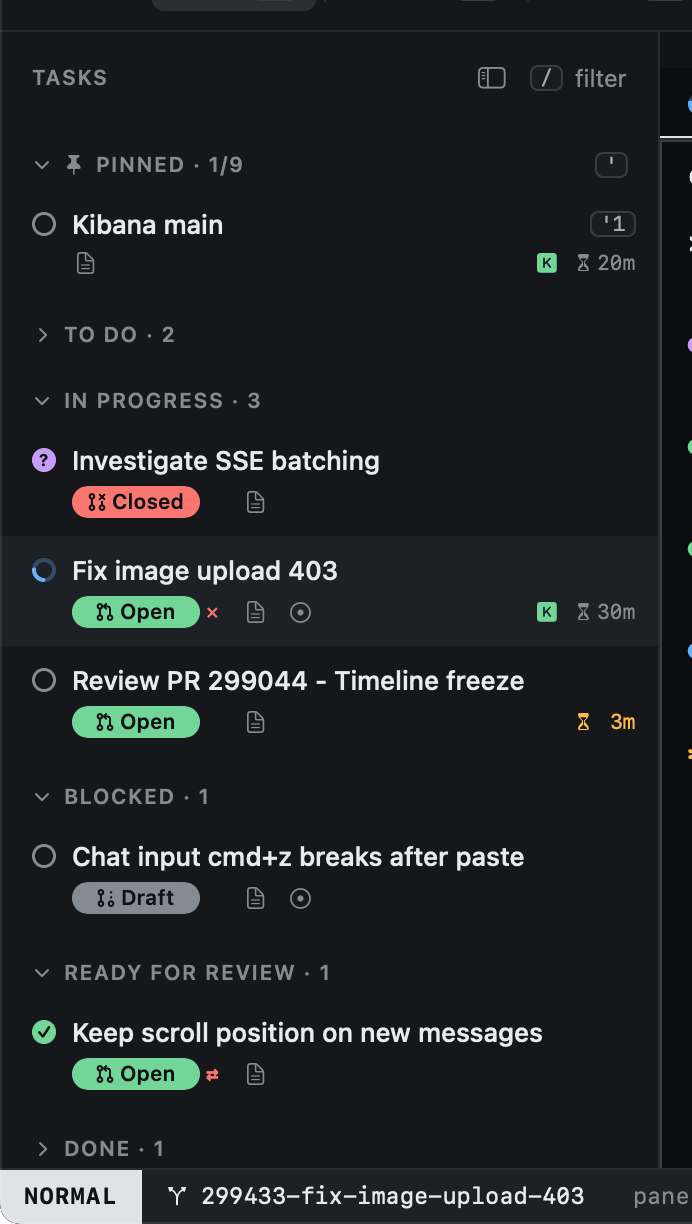 TASKS
/ filter
PINNED · 1/9 '
Kibana main '1
K 20m
TO DO · 2
IN PROGRESS · 3
? Investigate SSE batching
Closed
Fix image upload 403
Open × K 30m
Review PR 299044 - Timeline freeze
Open 3m
BLOCKED · 1
Chat input cmd+z breaks after paste
Draft
READY FOR REVIEW · 1
Keep scroll position on new messages
Open
DONE · 1
NORMAL 299433-fix-image-upload-403 pane